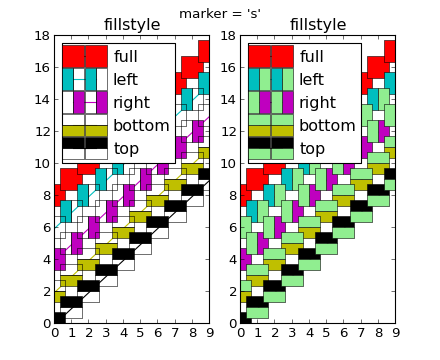 marker = 's'
fillstyle
fillstyle
18
16
14
12
10
8
6
4
2
0
full
left
right
bottom
top
0 1 2 3 4 5 6 7 8 9
18
16
14
12
10
8
6
4
2
0
full
left
right
bottom
top
0 1 2 3 4 5 6 7 8 9